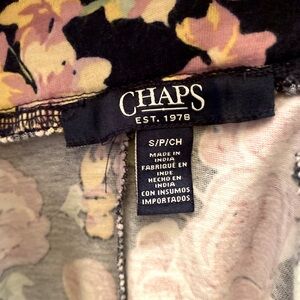 CHAPS
EST. 1978
S/P/CH
MADE IN
INDIA
FABRIQUÉ EN
INDE
HECHO EN
INDIA
CON INSUMOS
IMPORTADOS